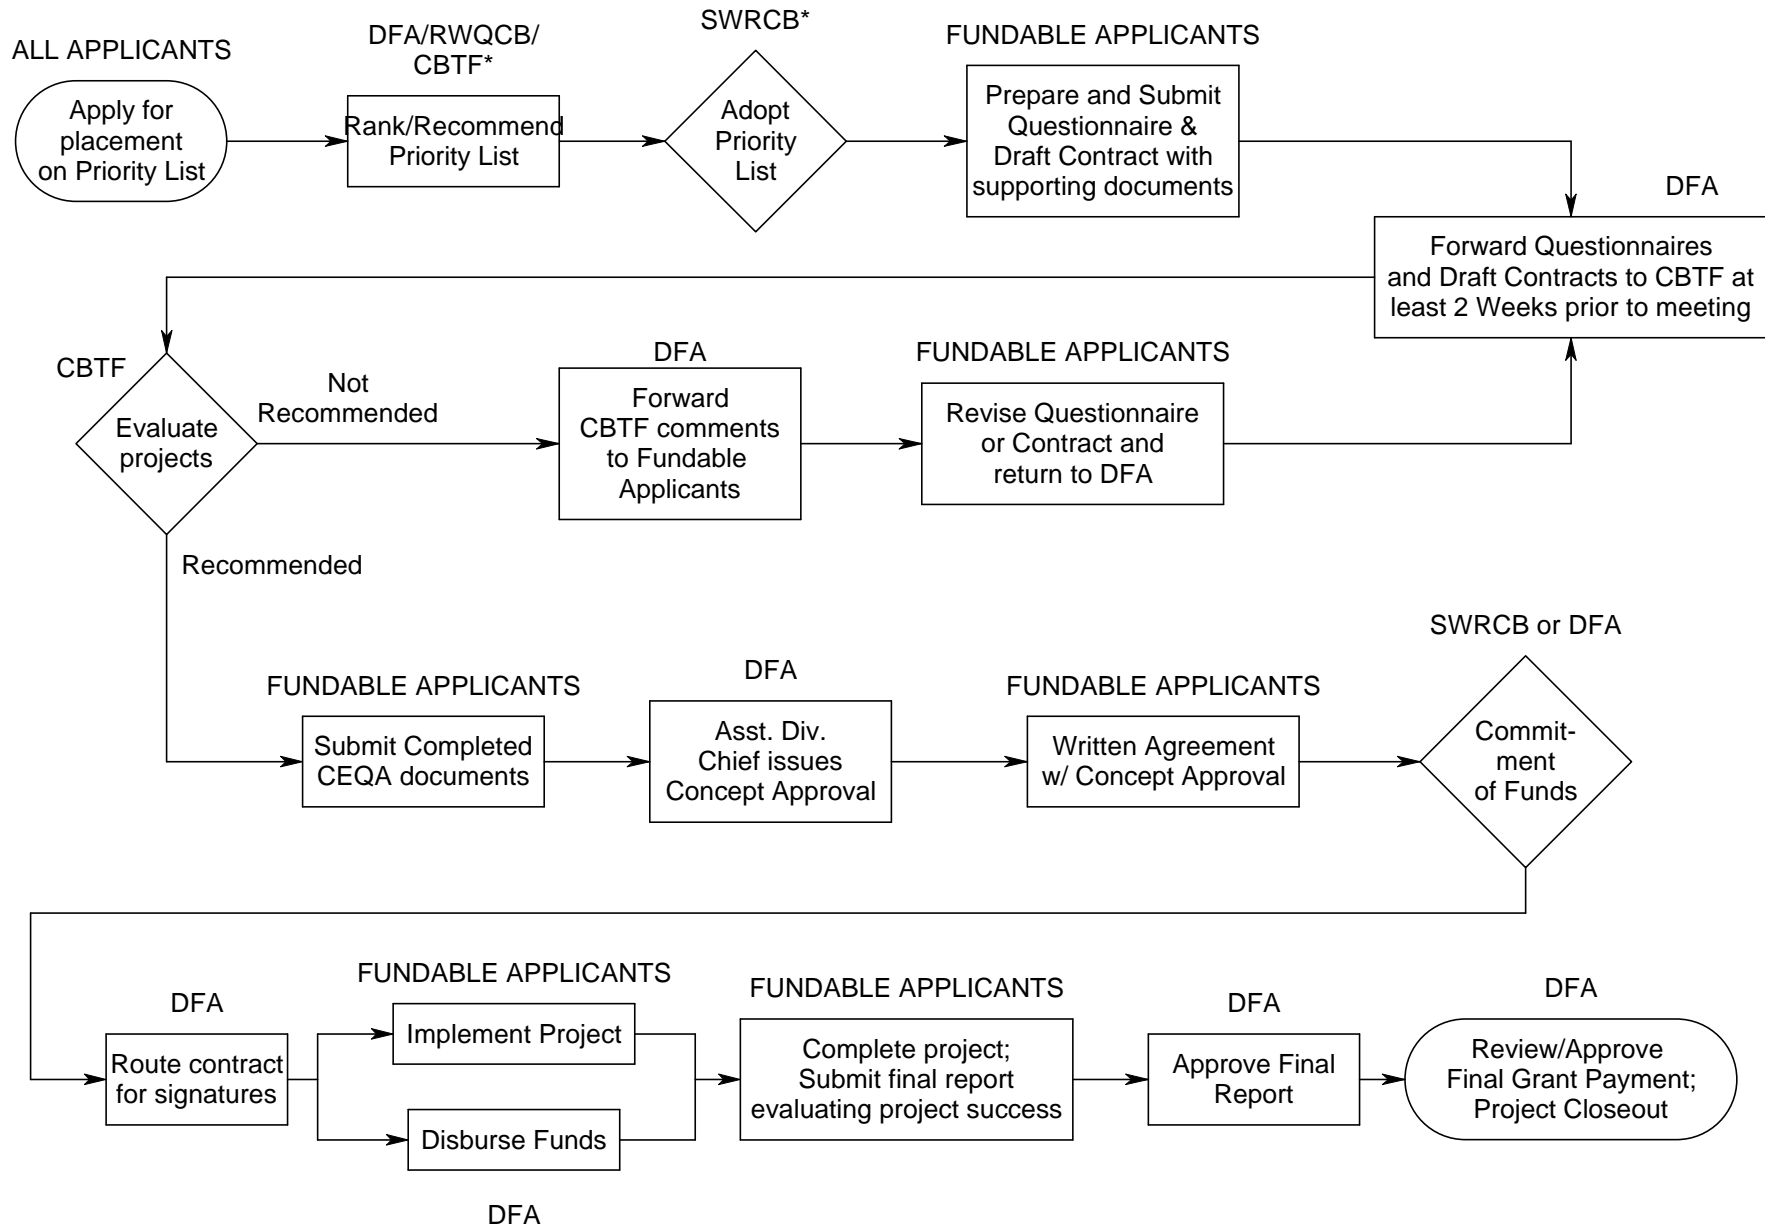 ALL APPLICANTS
Apply for
placement
on Priority List
DFA/RWQCB/
CBTF*
Rank/Recommend
Priority List
SWRCB*
Adopt
Priority
List
FUNDABLE APPLICANTS
Prepare and Submit
Questionnaire &
Draft Contract with
supporting documents
DFA
Forward Questionnaires
and Draft Contracts to CBTF at
least 2 Weeks prior to meeting
CBTF
Evaluate
projects
Not
Recommended
DFA
Forward
CBTF comments
to Fundable
Applicants
FUNDABLE APPLICANTS
Revise Questionnaire
or Contract and
return to DFA
Recommended
FUNDABLE APPLICANTS
Submit Completed
CEQA documents
DFA
Asst. Div.
Chief issues
Concept Approval
FUNDABLE APPLICANTS
Written Agreement
w/ Concept Approval
SWRCB or DFA
Commit-
ment
of Funds
DFA
Route contract
for signatures
FUNDABLE APPLICANTS
Implement Project
Disburse Funds
DFA
FUNDABLE APPLICANTS
Complete project;
Submit final report
evaluating project success
DFA
Approve Final
Report
DFA
Review/Approve
Final Grant Payment;
Project Closeout